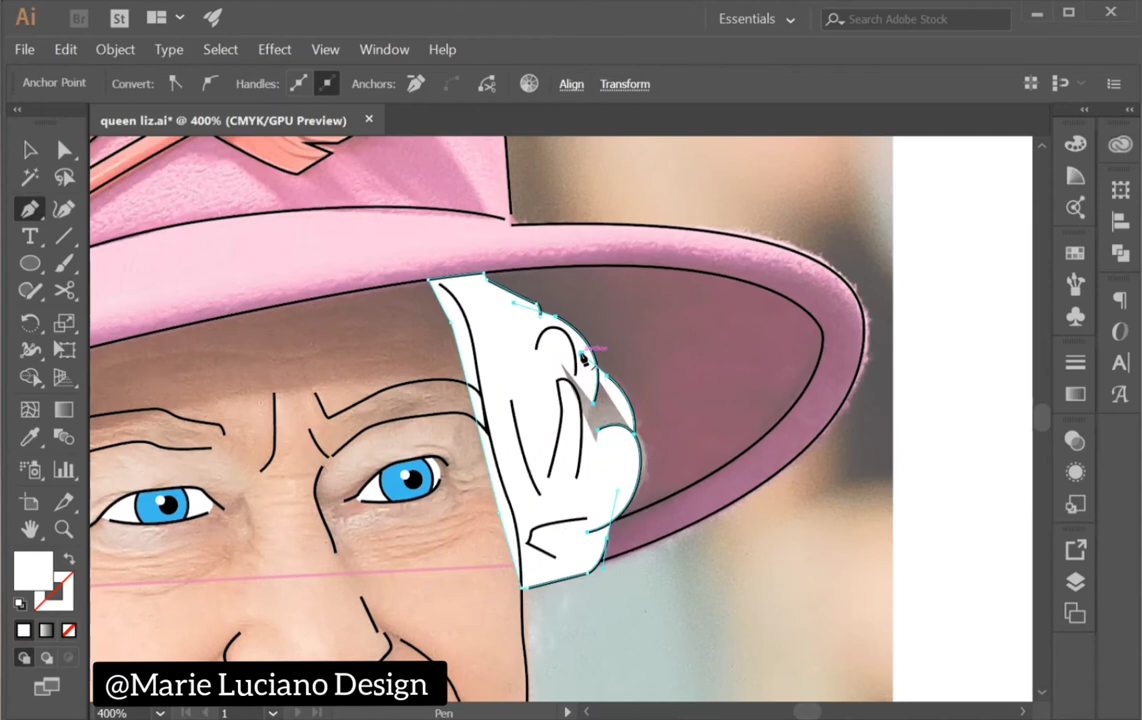 Ai Br St Essentials Search Adobe Stock
File Edit Object Type Select Effect View Window Help
Anchor Point Convert: Handles: Anchors: Align Transform
queen liz.ai* @ 400% (CMYK/GPU Preview)
@Marie Luciano Design
400% 1 Pen